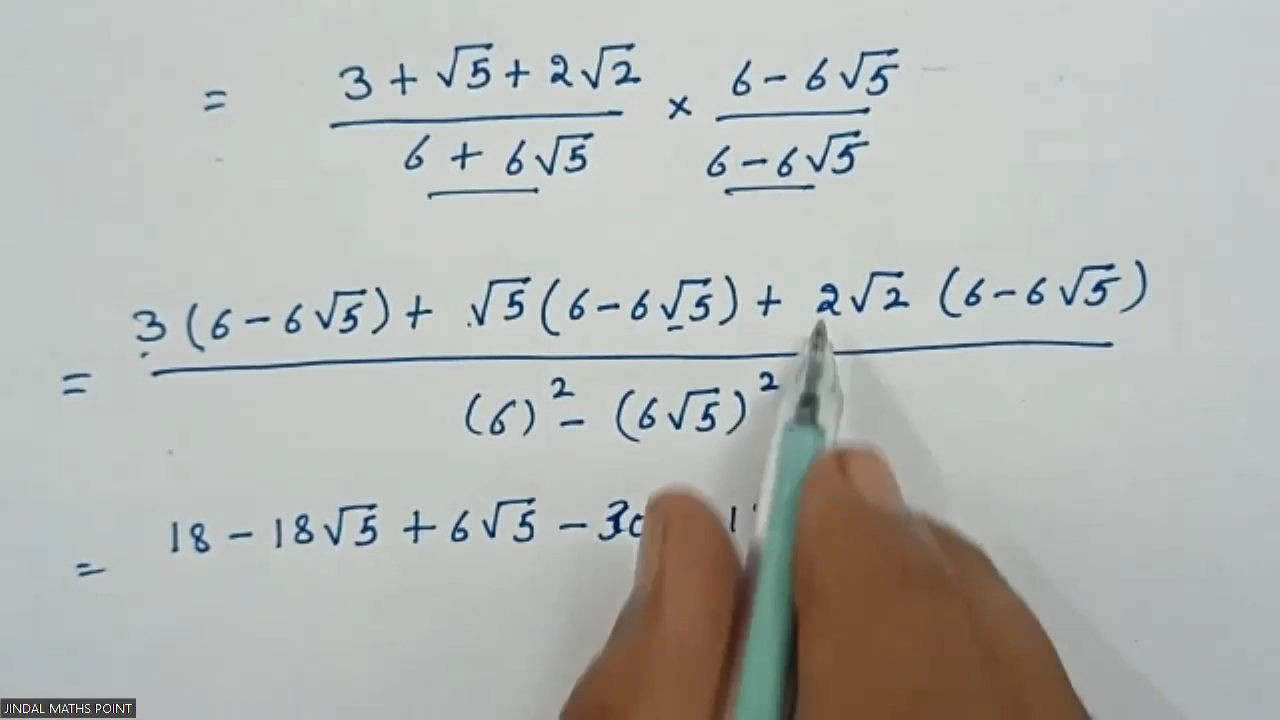 = (3 + √5 + 2√2)/(6 + 6√5) × (6 − 6√5)/(6 − 6√5)
= (3(6 − 6√5) + √5(6 − 6√5) + 2√2(6 − 6√5))/((6)² − (6√5)²)
= 18 − 18√5 + 6√5 − 30
JINDAL MATHS POINT